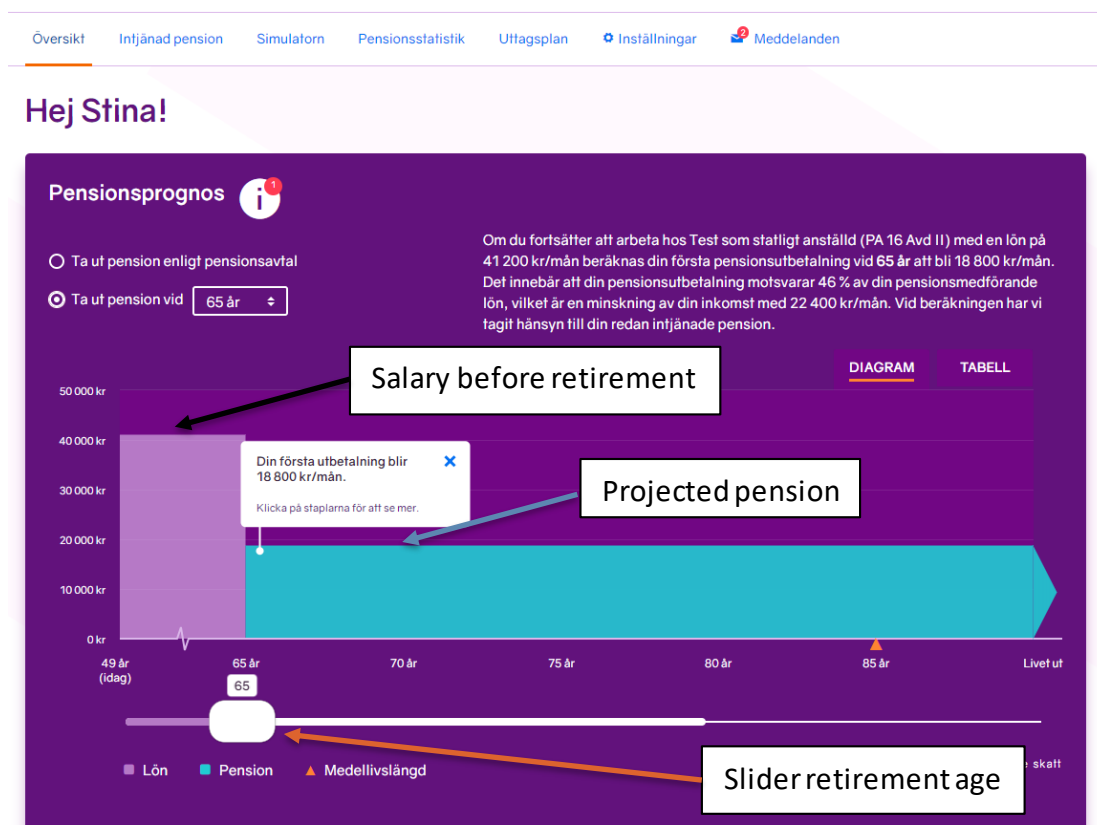 Översikt Intjänad pension Simulatorn Pensionsstatistik Uttagsplan Inställningar 2 Meddelanden
Hej Stina!
Pensionsprognos i 1
Ta ut pension enligt pensionsavtal
Ta ut pension vid 65 år
Om du fortsätter att arbeta hos Test som statligt anställd (PA 16 Avd II) med en lön på
41 200 kr/mån beräknas din första pensionsutbetalning vid 65 år att bli 18 800 kr/mån.
Det innebär att din pensionsutbetalning motsvarar 46 % av din pensionsmedförande
lön, vilket är en minskning av din inkomst med 22 400 kr/mån. Vid beräkningen har vi
tagit hänsyn till din redan intjänade pension.
DIAGRAM TABELL
Salary before retirement
50 000 kr
40 000 kr
30 000 kr
20 000 kr
10 000 kr
0 kr
Din första utbetalning blir
18 800 kr/mån.
Klicka på staplarna för att se mer.
Projected pension
49 år 65 år 70 år 75 år 80 år 85 år Livet ut
(idag)
65
Lön Pension Medellivslängd
skatt
Slider retirement age